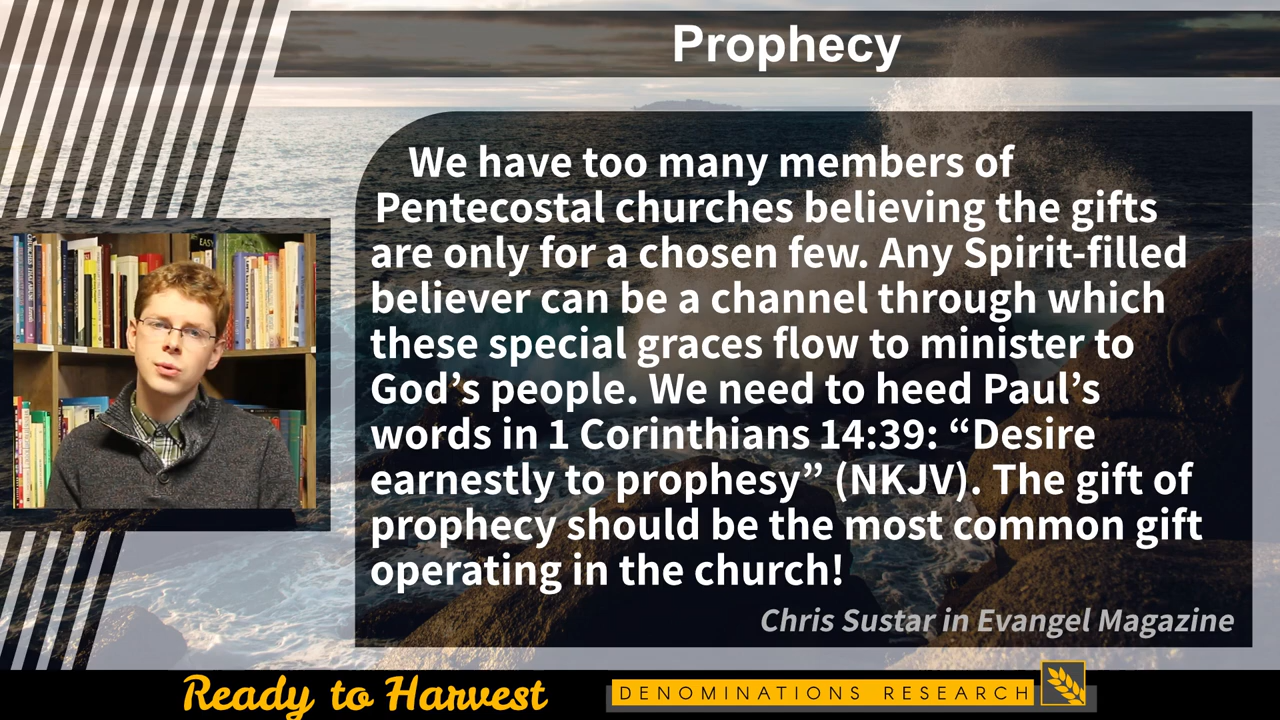 Prophecy
We have too many members of
Pentecostal churches believing the gifts
are only for a chosen few. Any Spirit-filled
believer can be a channel through which
these special graces flow to minister to
God’s people. We need to heed Paul’s
words in 1 Corinthians 14:39: “Desire
earnestly to prophesy” (NKJV). The gift of
prophecy should be the most common gift
operating in the church!
Chris Sustar in Evangel Magazine
Ready to Harvest
DENOMINATIONS RESEARCH